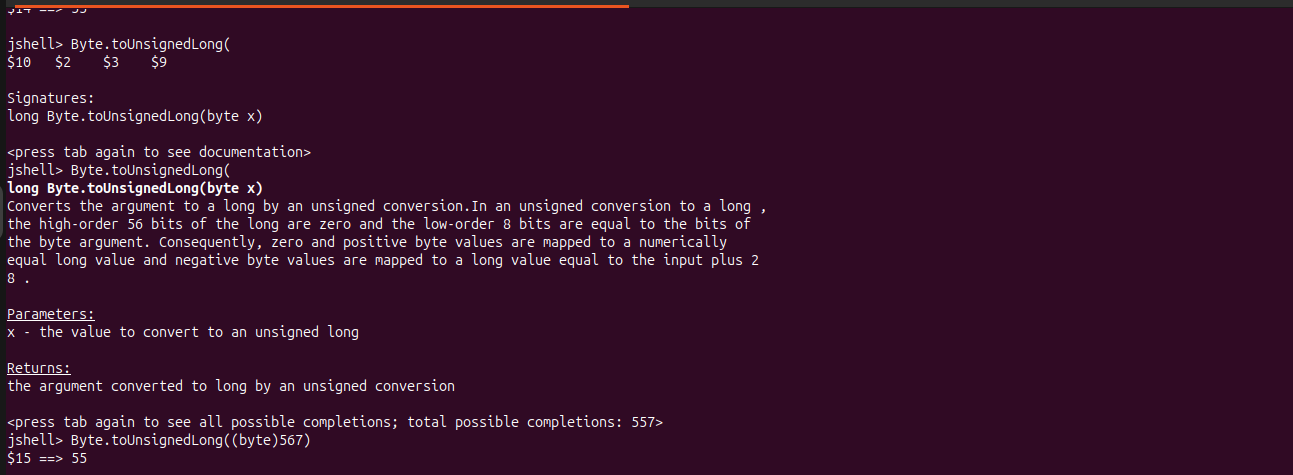 $14 ==> 55
jshell> Byte.toUnsignedLong(
$10   $2    $3    $9
Signatures:
long Byte.toUnsignedLong(byte x)
<press tab again to see documentation>
jshell> Byte.toUnsignedLong(
long Byte.toUnsignedLong(byte x)
Converts the argument to a long by an unsigned conversion.In an unsigned conversion to a long ,
the high-order 56 bits of the long are zero and the low-order 8 bits are equal to the bits of
the byte argument. Consequently, zero and positive byte values are mapped to a numerically
equal long value and negative byte values are mapped to a long value equal to the input plus 2
8 .
Parameters:
x - the value to convert to an unsigned long
Returns:
the argument converted to long by an unsigned conversion
<press tab again to see all possible completions; total possible completions: 557>
jshell> Byte.toUnsignedLong((byte)567)
$15 ==> 55